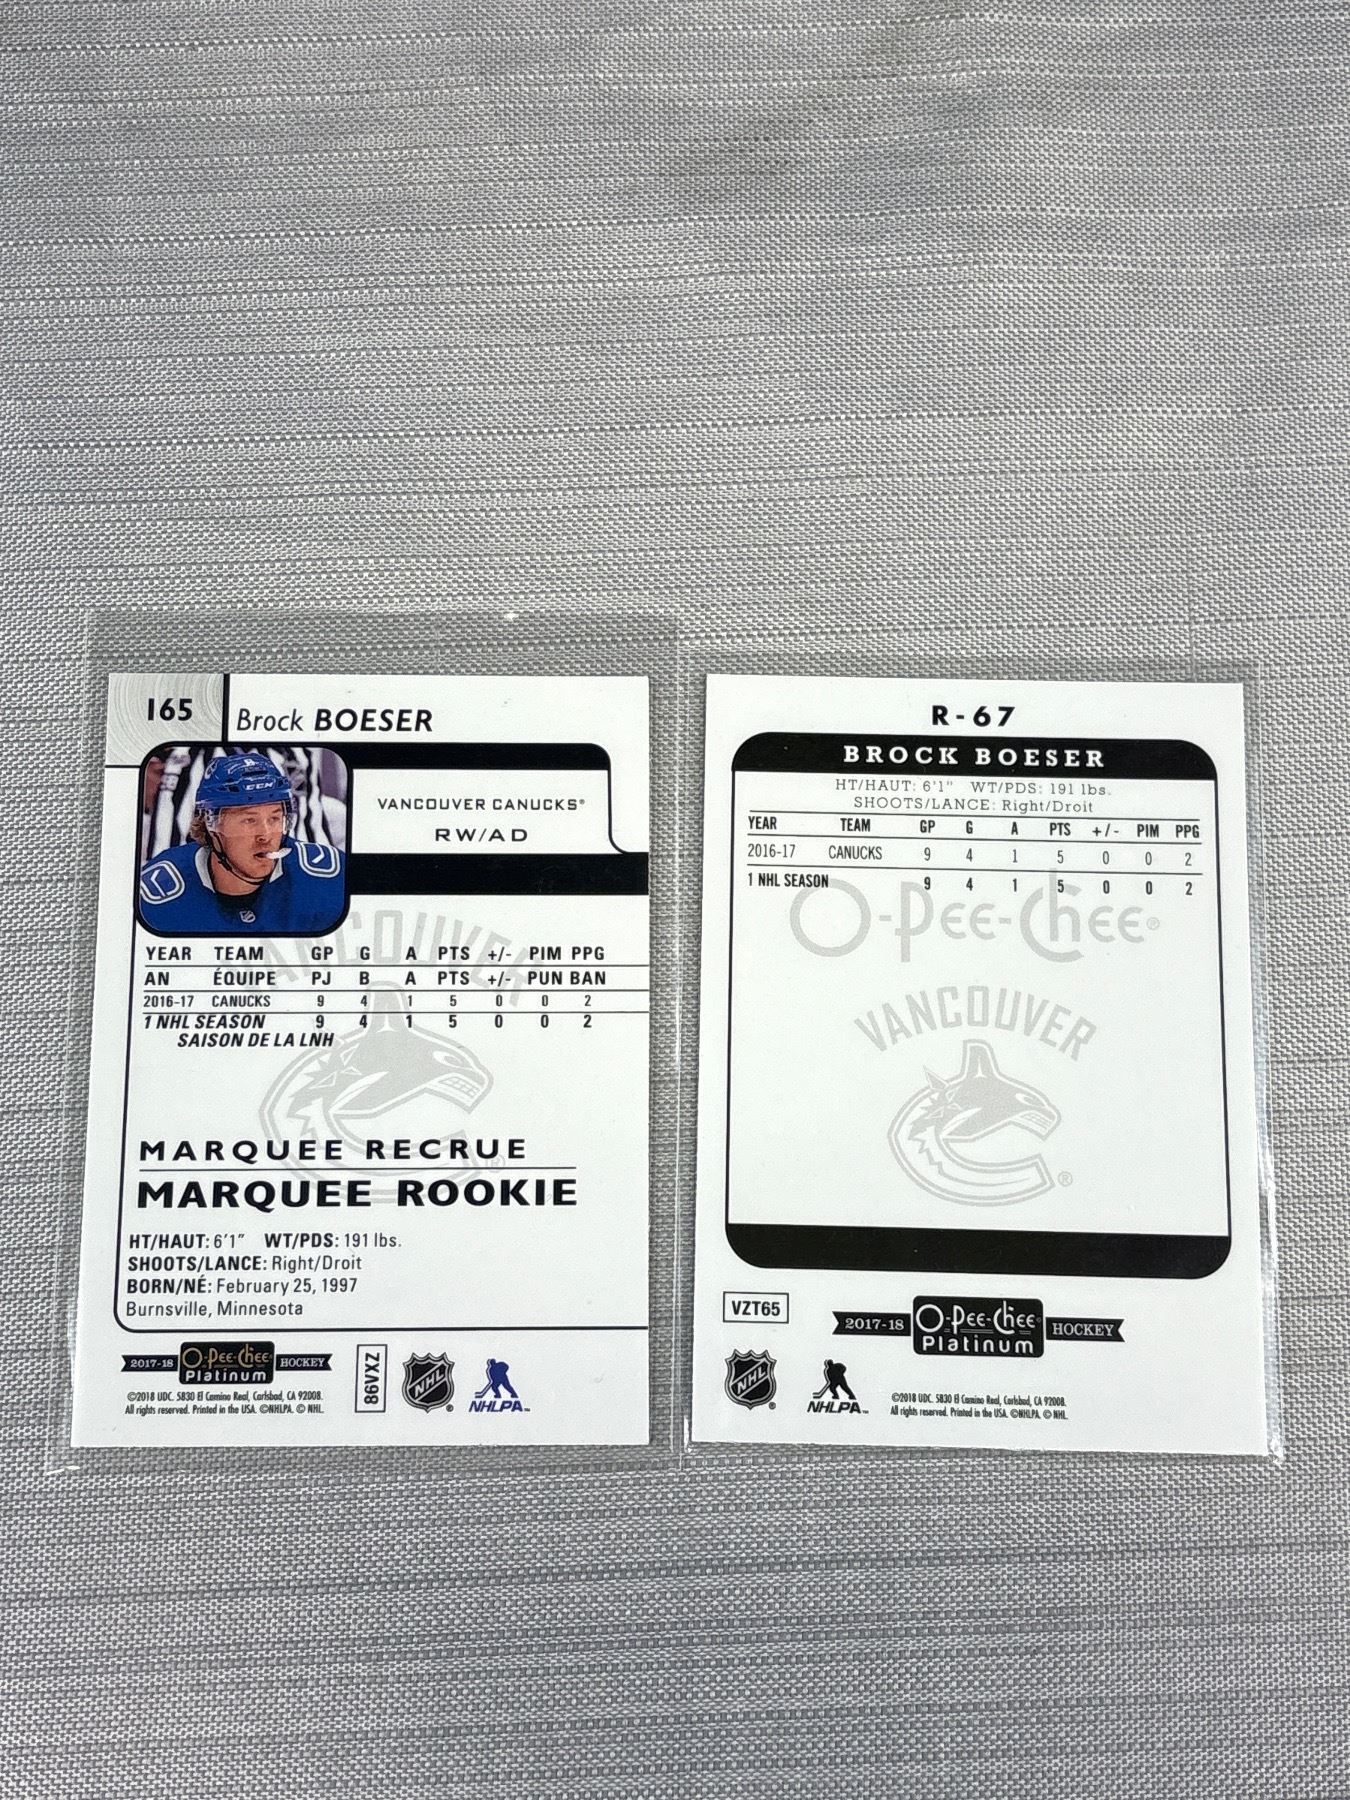 165
Brock BOESER
VANCOUVER CANUCKS®
RW/AD
VANCOUVER
YEAR TEAM GP G A PTS +/- PIM PPG
AN ÉQUIPE PJ B A PTS +/- PUN BAN
2016-17 CANUCKS 9 4 1 5 0 0 2
1 NHL SEASON 9 4 1 5 0 0 2
SAISON DE LA LNH
MARQUEE RECRUE
MARQUEE ROOKIE
HT/HAUT: 6'1" WT/PDS: 191 lbs.
SHOOTS/LANCE: Right/Droit
BORN/NÉ: February 25, 1997
Burnsville, Minnesota
2017-18 O-Pee-Chee Platinum HOCKEY
©2018 UDC. 5830 El Camino Real, Carlsbad, CA 92008.
All rights reserved. Printed in the USA. ©NHLPA. © NHL.
86VXZ
NHL®
NHLPA™
R-67
BROCK BOESER
HT/HAUT: 6'1" WT/PDS: 191 lbs.
SHOOTS/LANCE: Right/Droit
YEAR TEAM GP G A PTS +/- PIM PPG
2016-17 CANUCKS 9 4 1 5 0 0 2
1 NHL SEASON 9 4 1 5 0 0 2
O-Pee-Chee®
VANCOUVER
®
VZT65
2017-18 O-Pee-Chee® Platinum HOCKEY
NHL®
NHLPA™
©2018 UDC. 5830 El Camino Real, Carlsbad, CA 92008.
All rights reserved. Printed in the USA. ©NHLPA. © NHL.